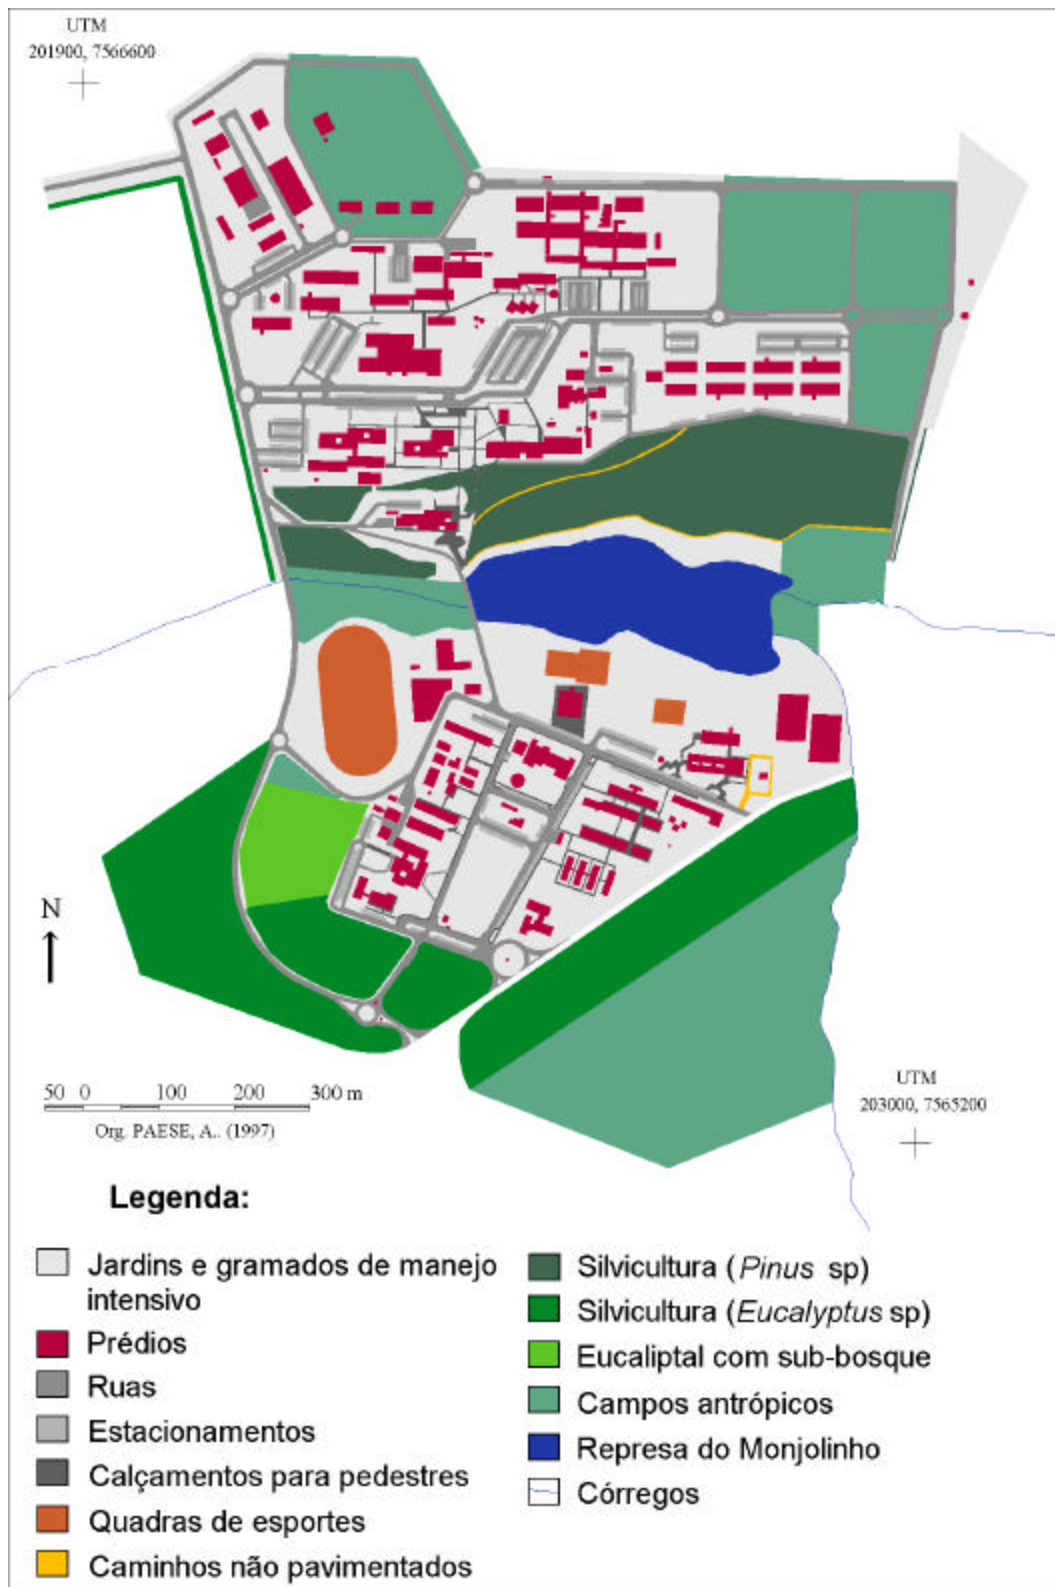 UTM
201900, 7566600
N
50 0 100 200 300 m
Org. PAESE, A.. (1997)
UTM
203000, 7565200
Legenda:
Jardins e gramados de manejo
intensivo
Prédios
Ruas
Estacionamentos
Calçamentos para pedestres
Quadras de esportes
Caminhos não pavimentados
Silvicultura (Pinus sp)
Silvicultura (Eucalyptus sp)
Eucaliptal com sub-bosque
Campos antrópicos
Represa do Monjolinho
Córregos